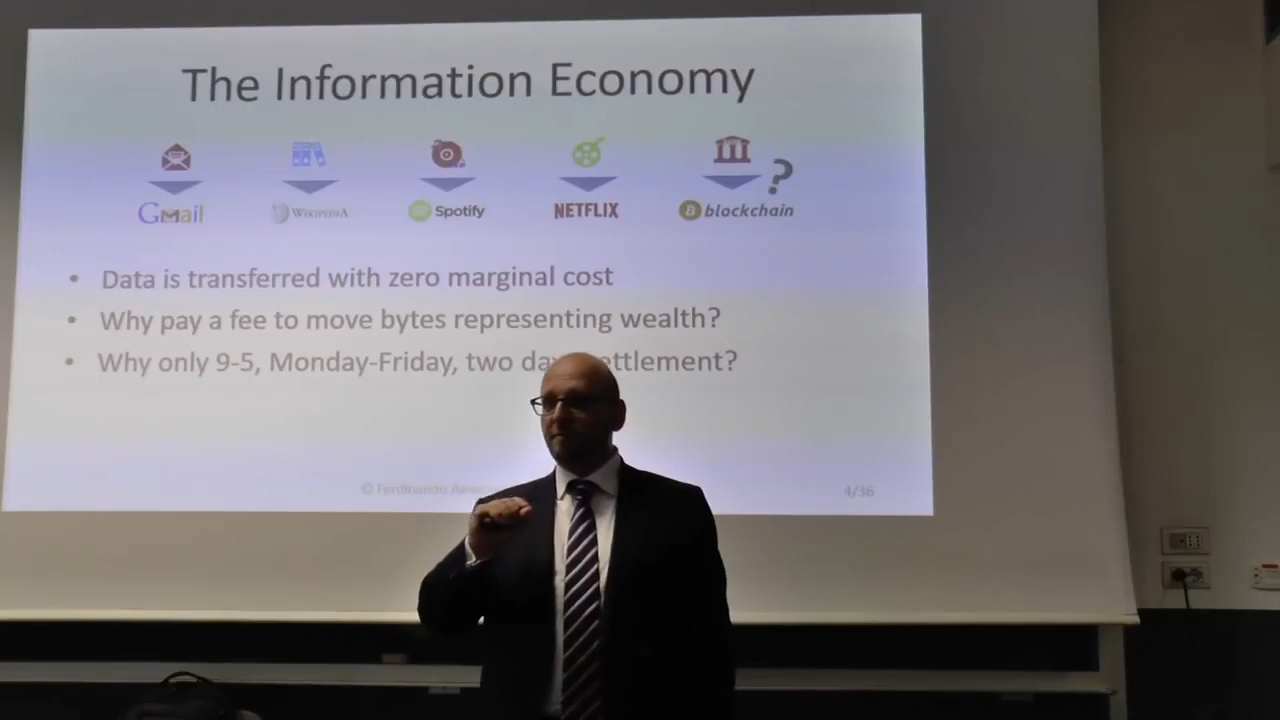 The Information Economy
?
Gmail
WIKIPEDIA
Spotify
NETFLIX
B blockchain
• Data is transferred with zero marginal cost
• Why pay a fee to move bytes representing wealth?
• Why only 9-5, Monday-Friday, two ettlement?
© Ferdinando
4/36